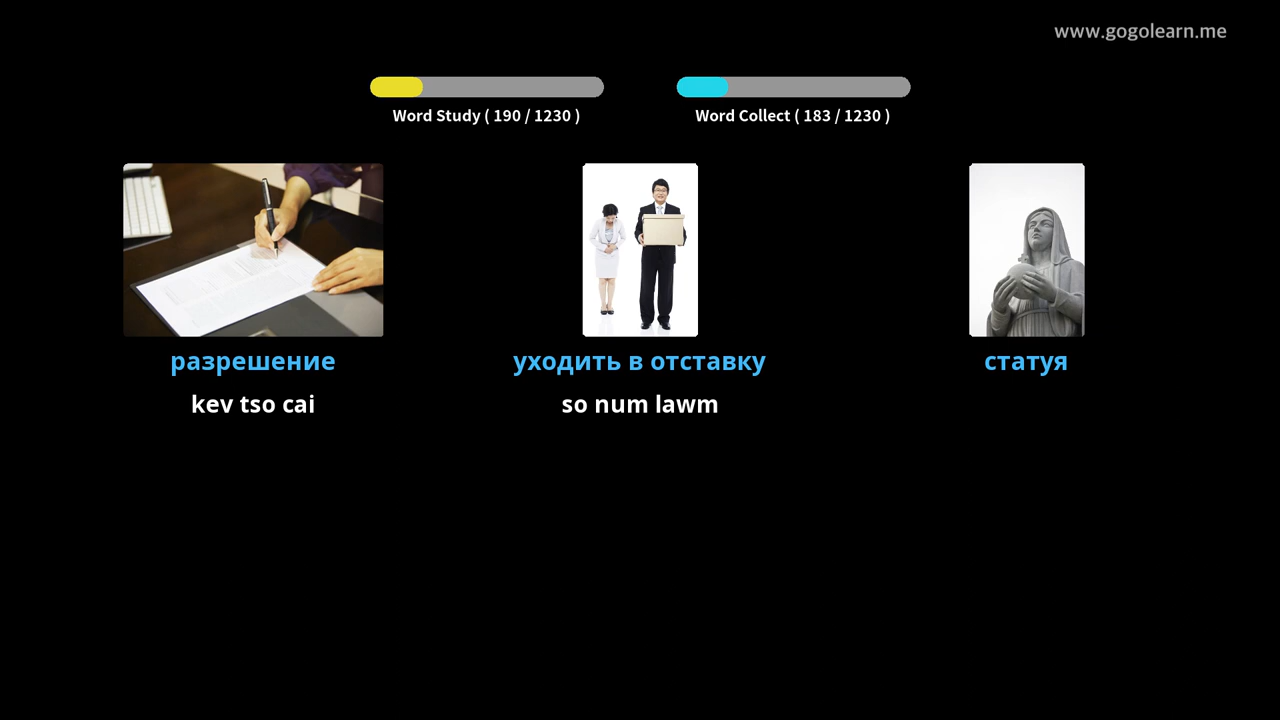 www.gogolearn.me
Word Study ( 190 / 1230 )
Word Collect ( 183 / 1230 )
разрешение
уходить в отставку
статуя
kev tso cai
so num lawm